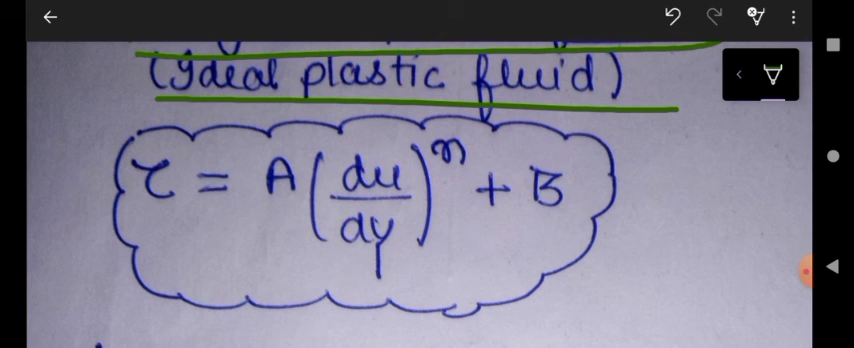 (Ideal plastic fluid)
τ = A(du/dy)^n + B